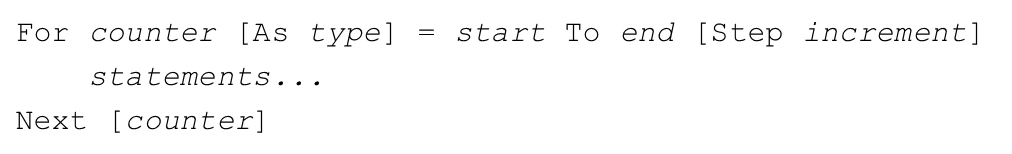 For counter [As type] = start To end [Step increment]
statements...
Next [counter]